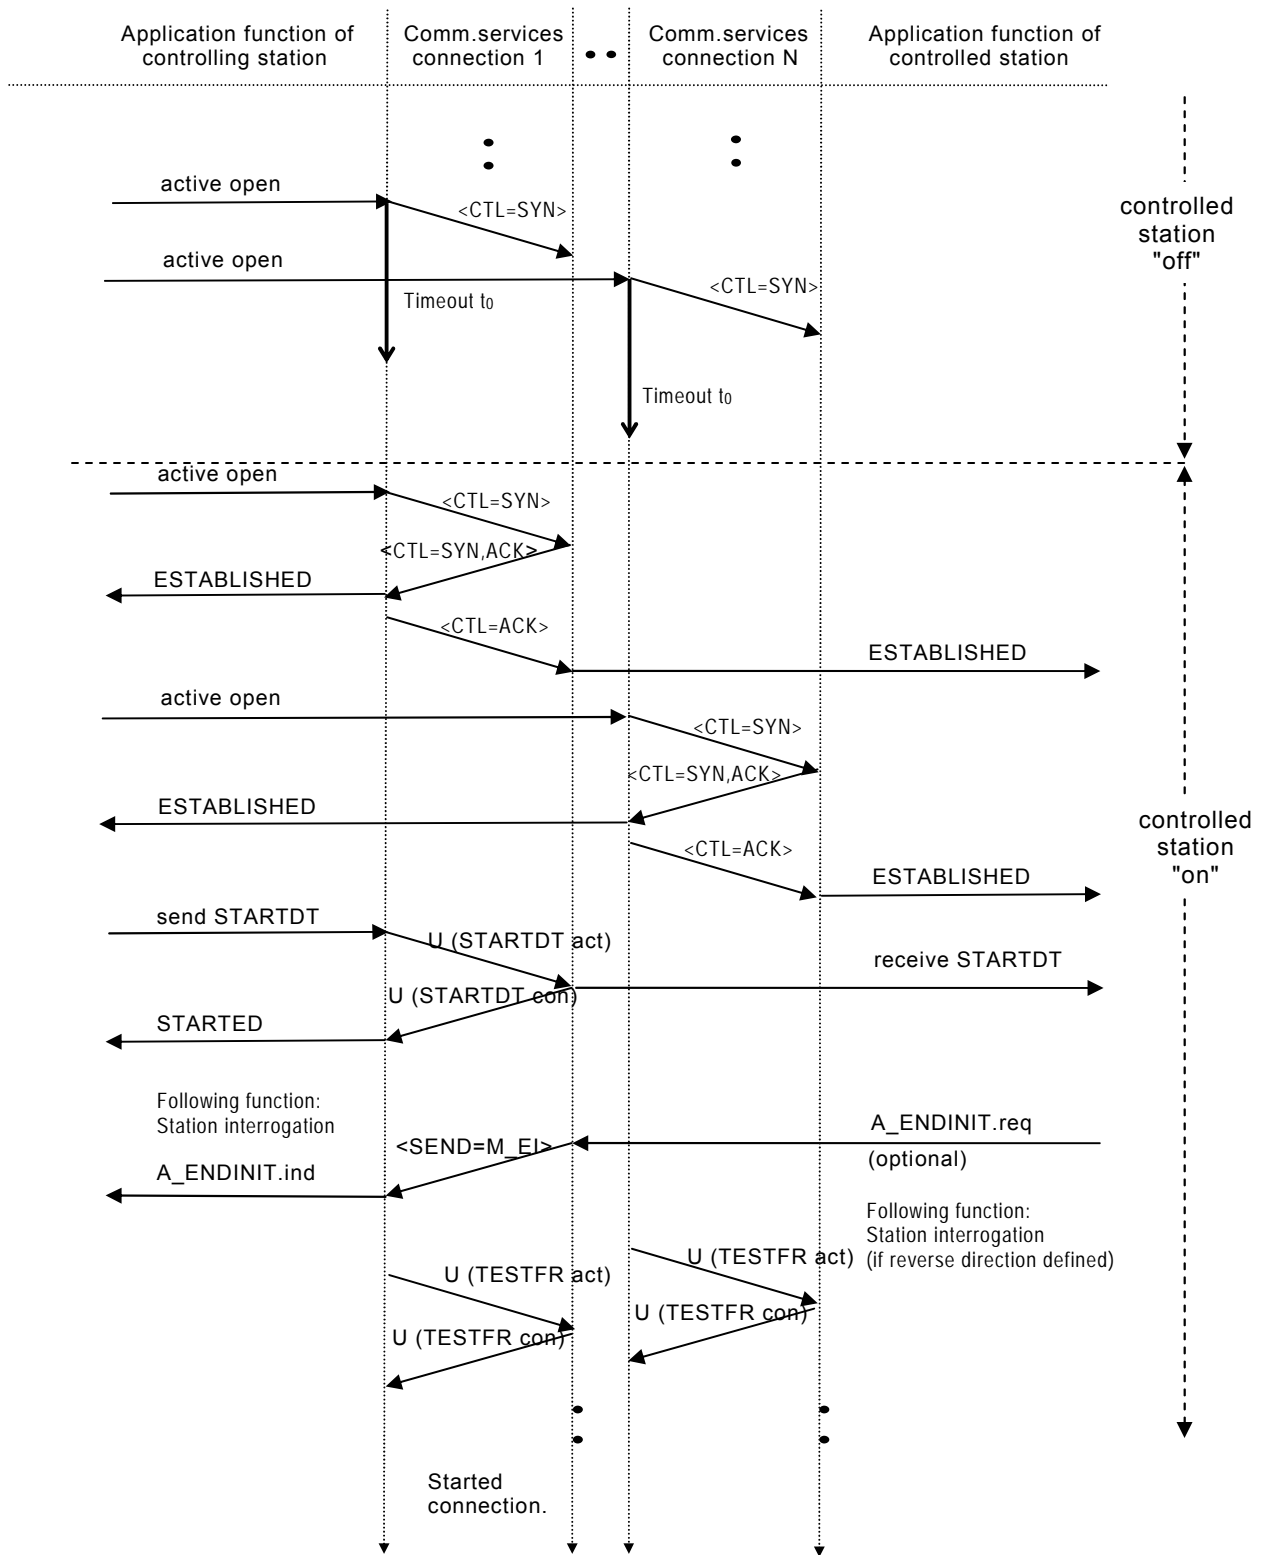 Application function of
controlling station
Comm.services
connection 1
Comm.services
connection N
Application function of
controlled station
active open
<CTL=SYN>
controlled
station
"off"
active open
<CTL=SYN>
Timeout t0
Timeout t0
active open
<CTL=SYN>
<CTL=SYN,ACK>
ESTABLISHED
<CTL=ACK>
ESTABLISHED
active open
<CTL=SYN>
<CTL=SYN,ACK>
ESTABLISHED
controlled
station
"on"
<CTL=ACK>
ESTABLISHED
send STARTDT
U (STARTDT act)
receive STARTDT
U (STARTDT con)
STARTED
Following function:
Station interrogation
A_ENDINIT.req
(optional)
<SEND=M_EI>
A_ENDINIT.ind
Following function:
Station interrogation
(if reverse direction defined)
U (TESTFR act)
U (TESTFR act)
U (TESTFR con)
U (TESTFR con)
Started
connection.